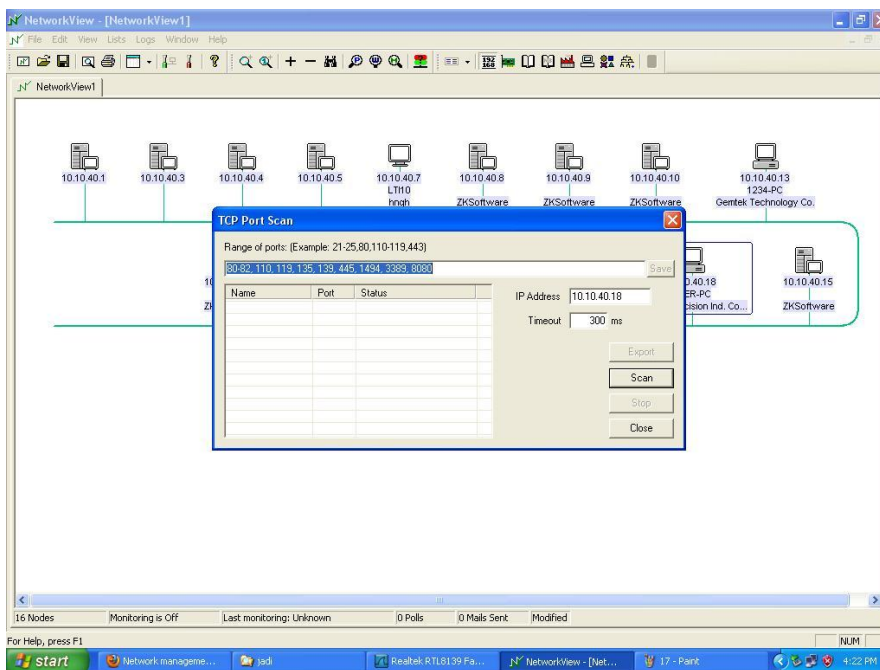 NetworkView - [NetworkView1]
File Edit View Lists Logs Window Help
NetworkView1
10.10.40.1 10.10.40.3 10.10.40.4 10.10.40.5 10.10.40.7 10.10.40.8 10.10.40.9 10.10.40.10 10.10.40.13
LTI10 1234-PC
hngh ZKSoftware ZKSoftware ZKSoftware Gemtek Technology Co.
TCP Port Scan
Range of ports: (Example: 21-25,80,110-119,443)
80-82, 110, 119, 135, 139, 445, 1494, 3389, 8080
Save
Name Port Status
IP Address 10.10.40.18
Timeout 300 ms
Export
Scan
Stop
Close
10.10.40.15
ER-PC
cision Ind. Co... ZKSoftware
16 Nodes Monitoring is Off Last monitoring: Unknown 0 Polls 0 Mails Sent Modified
For Help, press F1 NUM
start Network manageme... jadi Realtek RTL8139 Fa... NetworkView - [Net... 17 - Paint 4:22 PM